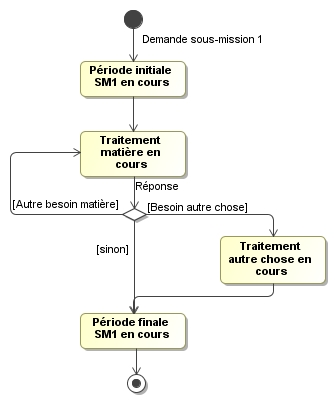 Demande sous-mission 1
Période initiale
SM1 en cours
Traitement
matière en
cours
Réponse
[Autre besoin matière]
[Besoin autre chose]
[sinon]
Traitement
autre chose en
cours
Période finale
SM1 en cours